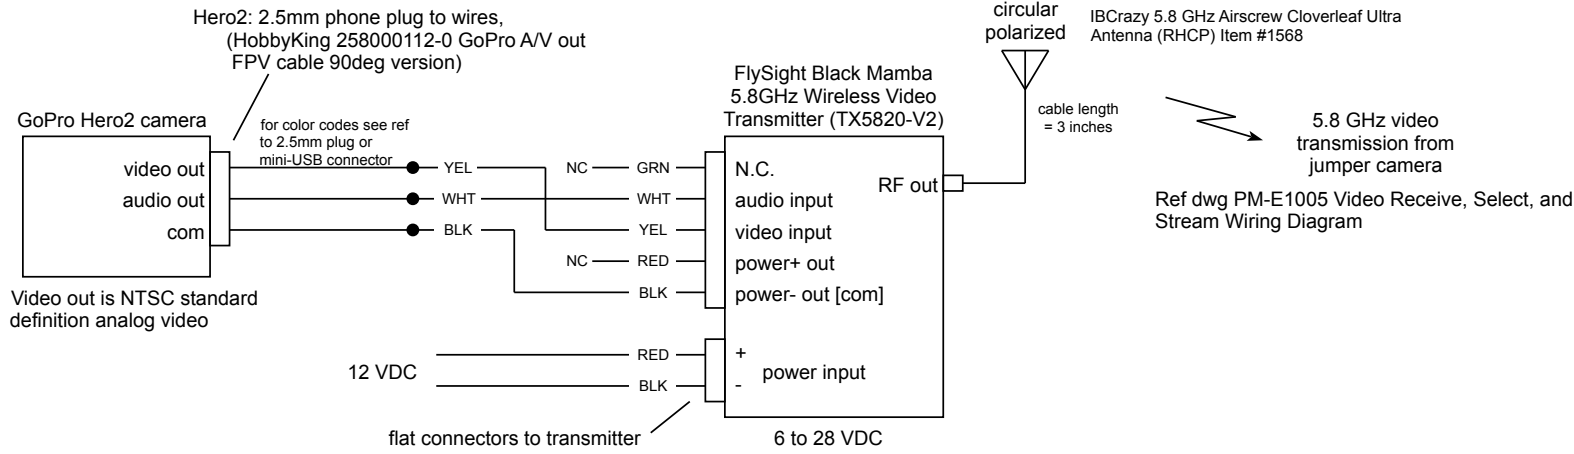 Hero2: 2.5mm phone plug to wires,
(HobbyKing 258000112-0 GoPro A/V out
FPV cable 90deg version)
GoPro Hero2 camera
for color codes see ref
to 2.5mm plug or
mini-USB connector
video out
audio out
com
YEL
WHT
BLK
Video out is NTSC standard
definition analog video
NC
GRN
WHT
YEL
NC
RED
BLK
12 VDC
RED
BLK
flat connectors to transmitter
FlySight Black Mamba
5.8GHz Wireless Video
Transmitter (TX5820-V2)
N.C.
audio input
video input
power+ out
power- out [com]
RF out
+
power input
-
6 to 28 VDC
circular
polarized
IBCrazy 5.8 GHz Airscrew Cloverleaf Ultra
Antenna (RHCP) Item #1568
cable length
= 3 inches
5.8 GHz video
transmission from
jumper camera
Ref dwg PM-E1005 Video Receive, Select, and
Stream Wiring Diagram